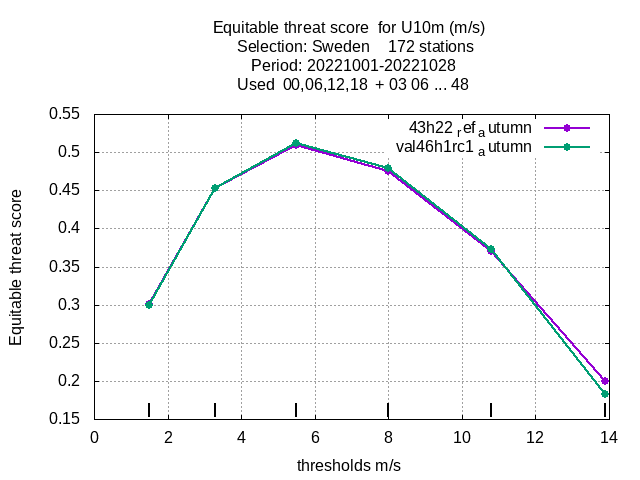 Equitable threat score  for U10m (m/s)
Selection: Sweden    172 stations
Period: 20221001-20221028
Used  00,06,12,18  + 03 06 ... 48
43h22 ref autumn
val46h1rc1 autumn
Equitable threat score
0.55
0.5
0.45
0.4
0.35
0.3
0.25
0.2
0.15
0 2 4 6 8 10 12 14
thresholds m/s